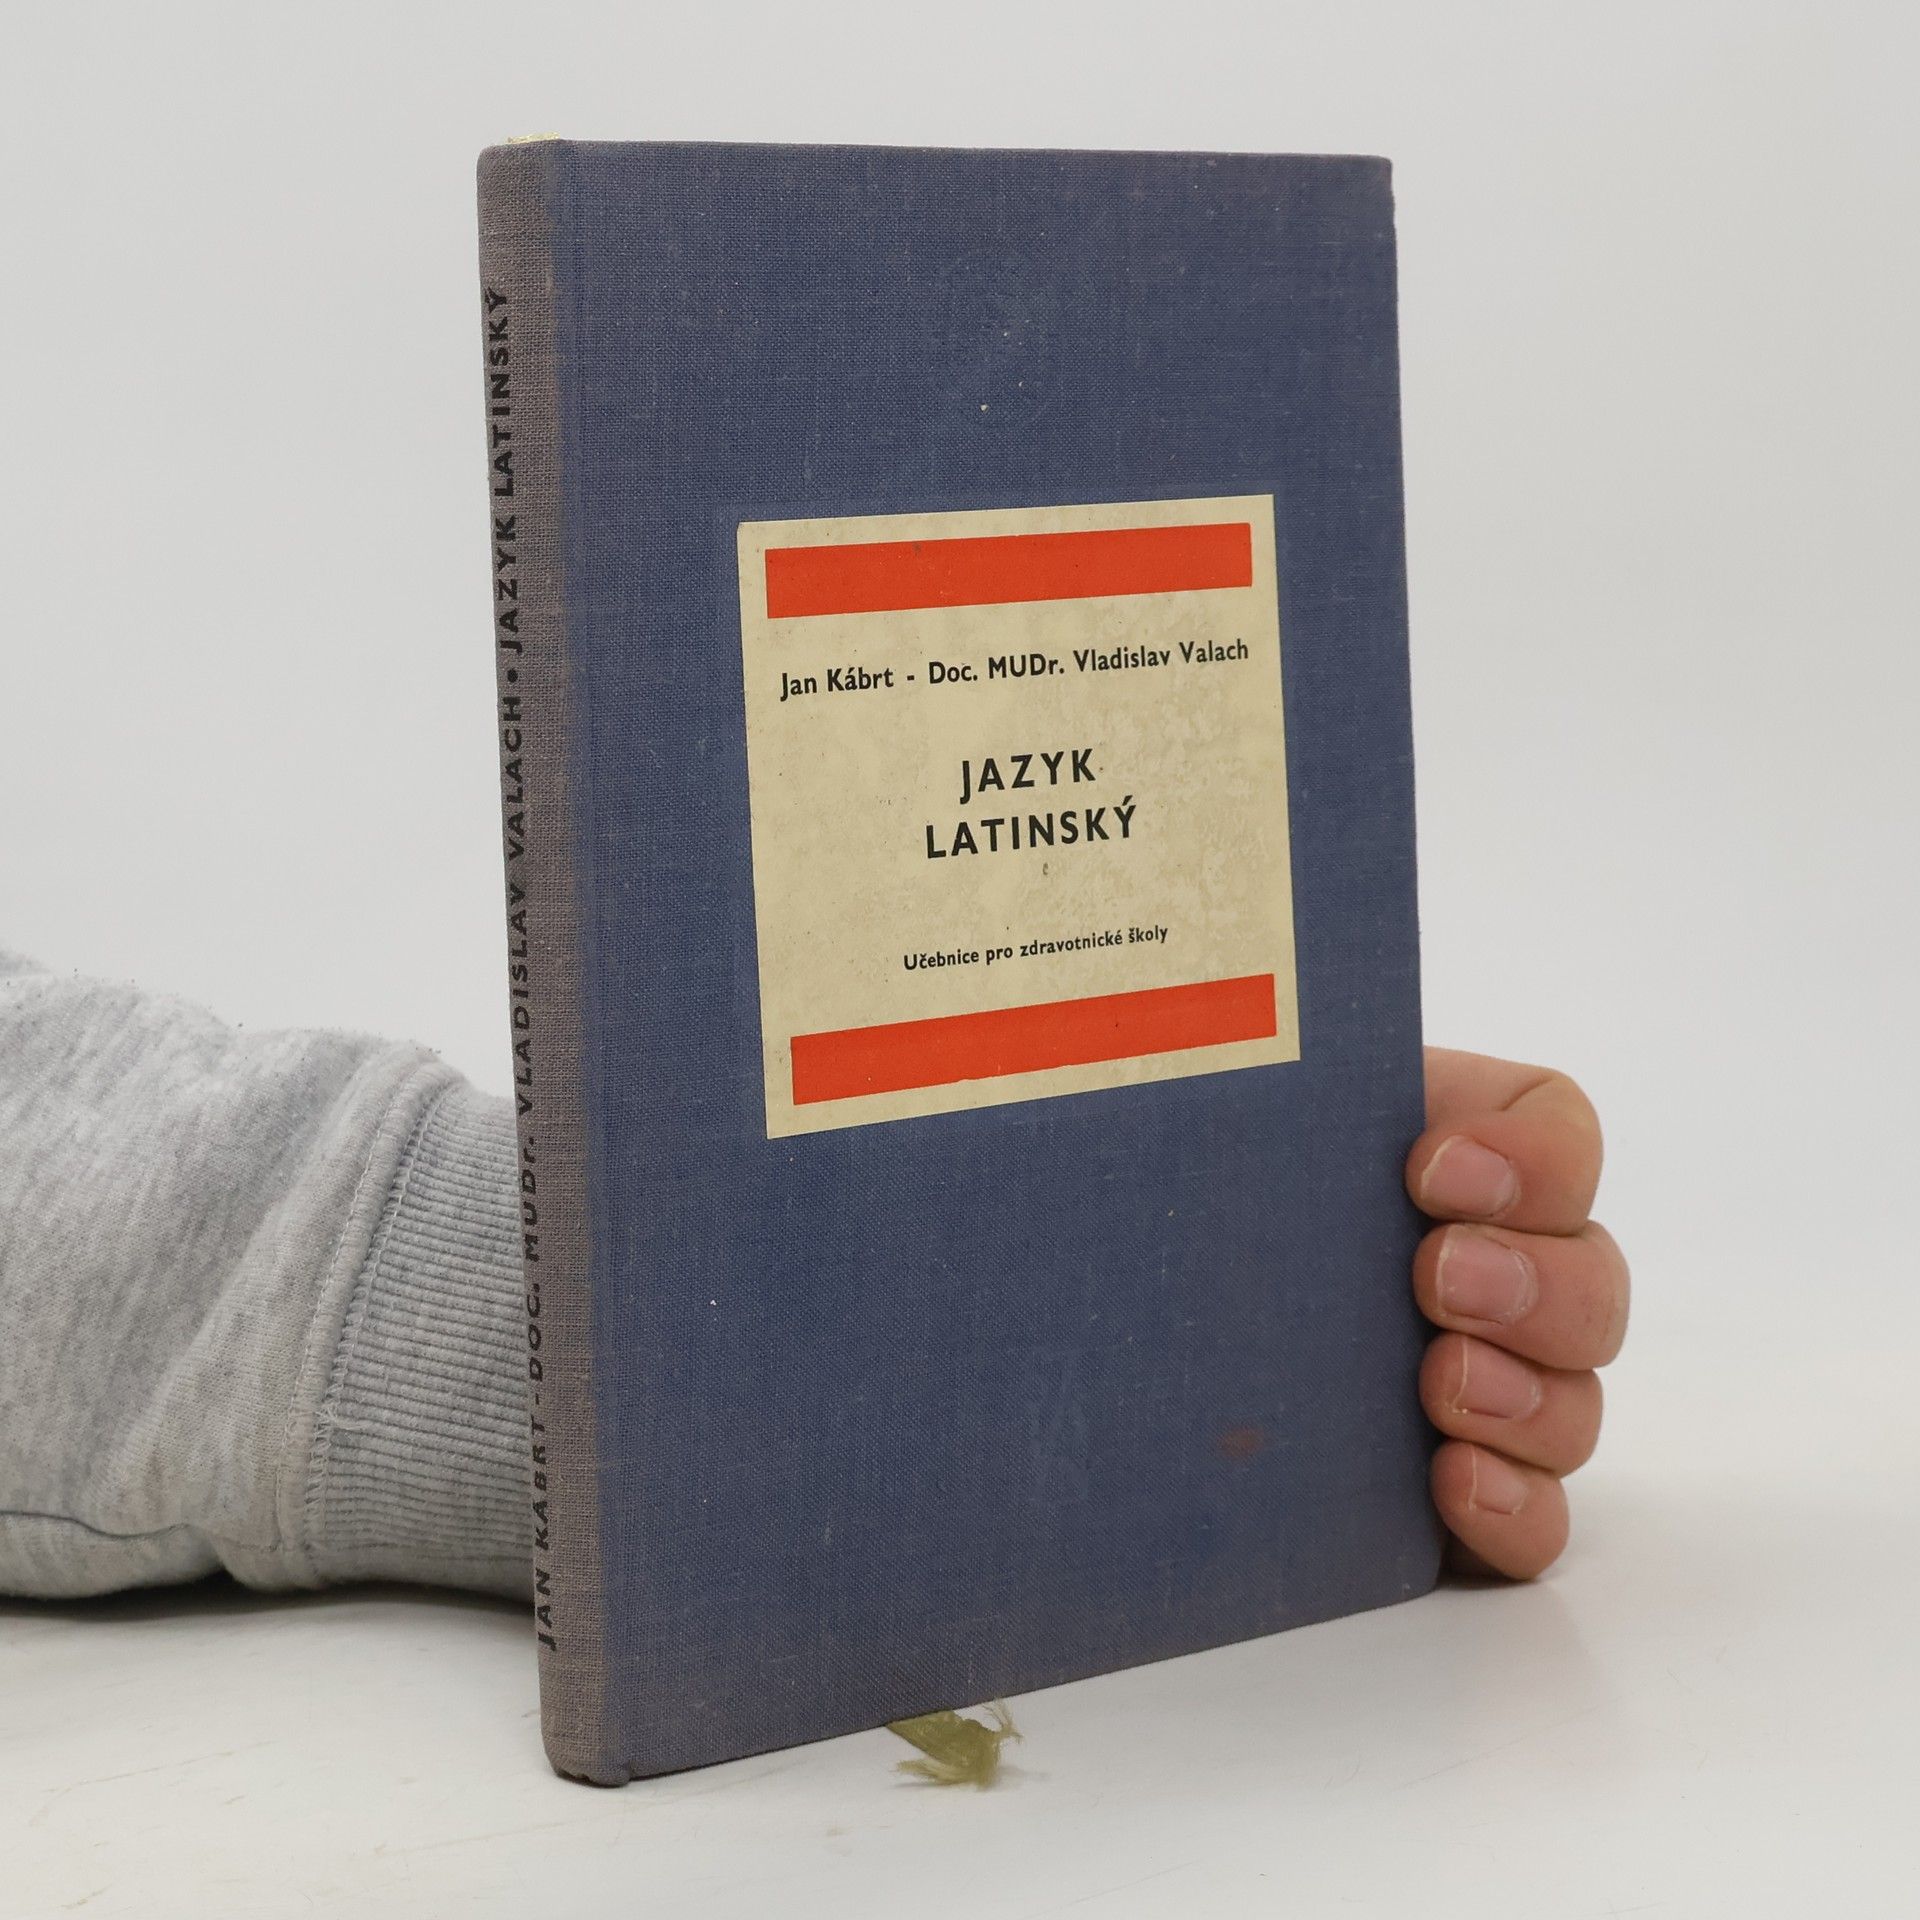 JAN KÁBRT - DOC. MUDr. VLADISLAV VALACH • JAZYK LATINSKÝ
Jan Kábrt - Doc. MUDr. Vladislav Valach
JAZYK
LATINSKÝ
Učebnice pro zdravotnické školy